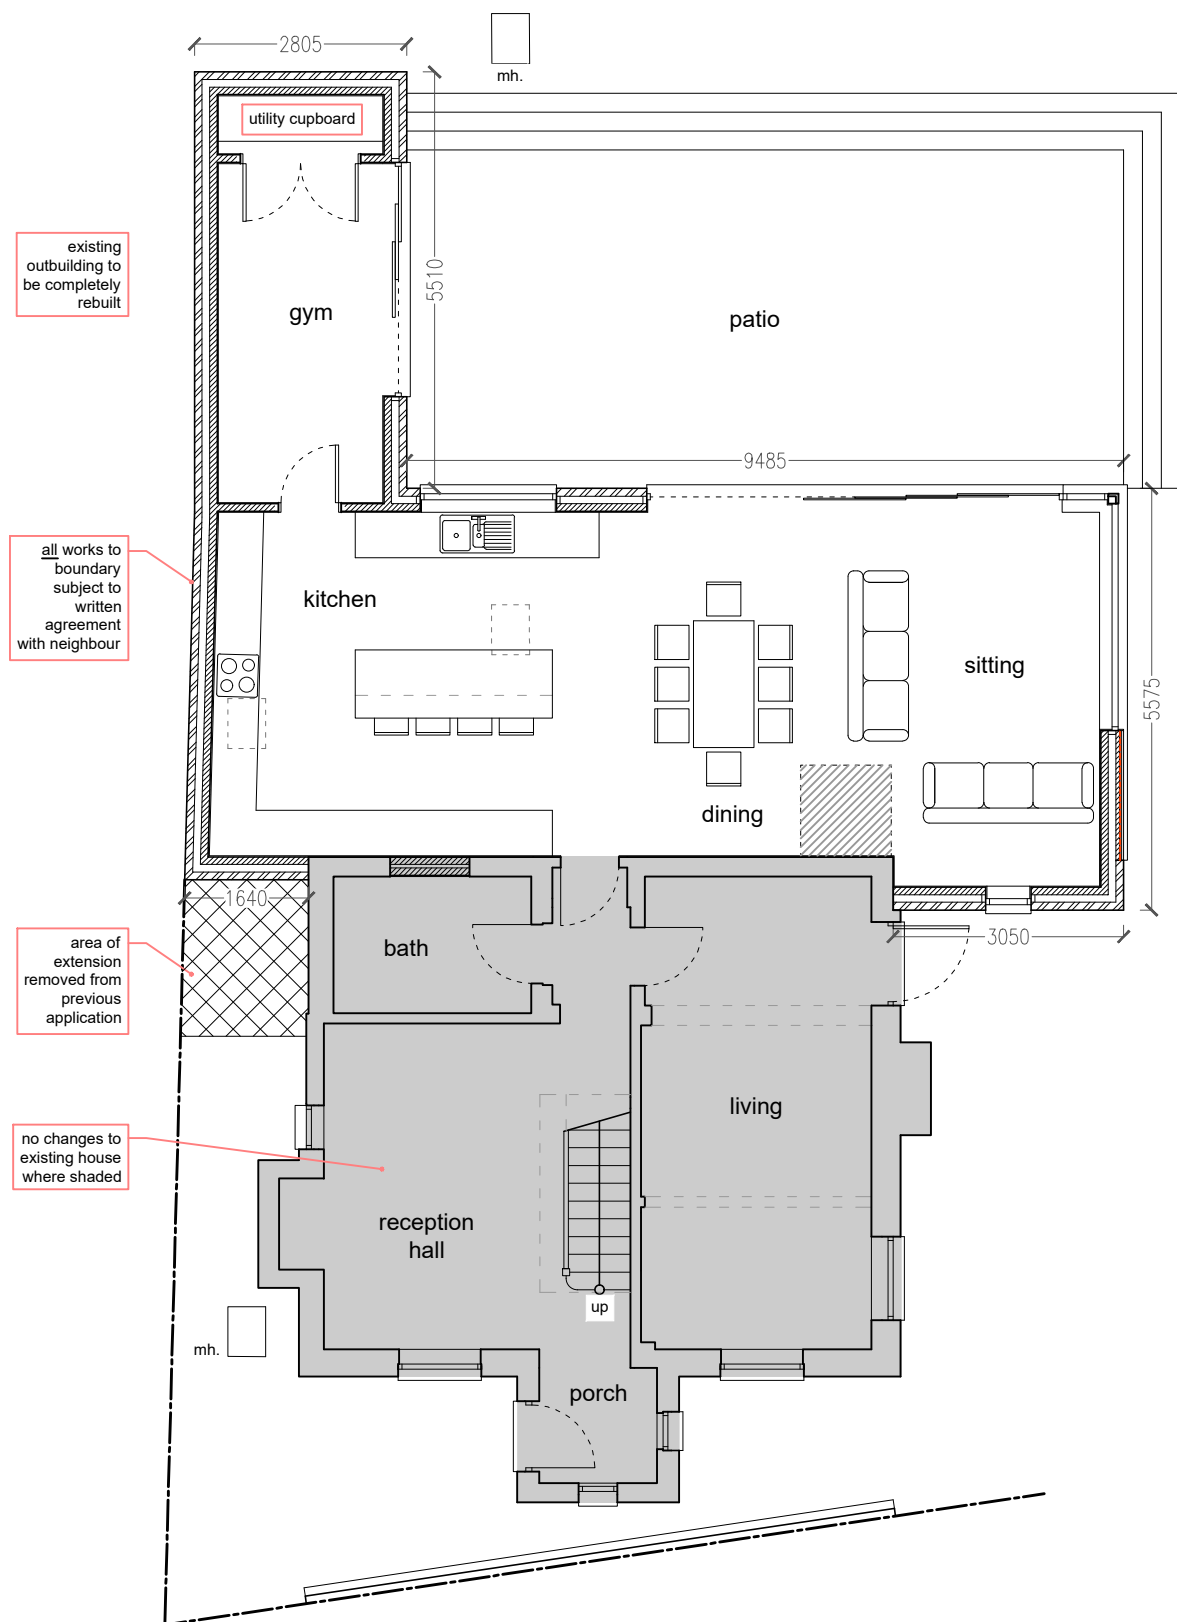 2805
mh.
utility cupboard
existing
outbuilding to
be completely
rebuilt
5510
gym
patio
9485
all works to
boundary
subject to
written
agreement
with neighbour
kitchen
sitting
5575
dining
1640
bath
3050
area of
extension
removed from
previous
application
living
no changes to
existing house
where shaded
reception
hall
up
mh.
porch